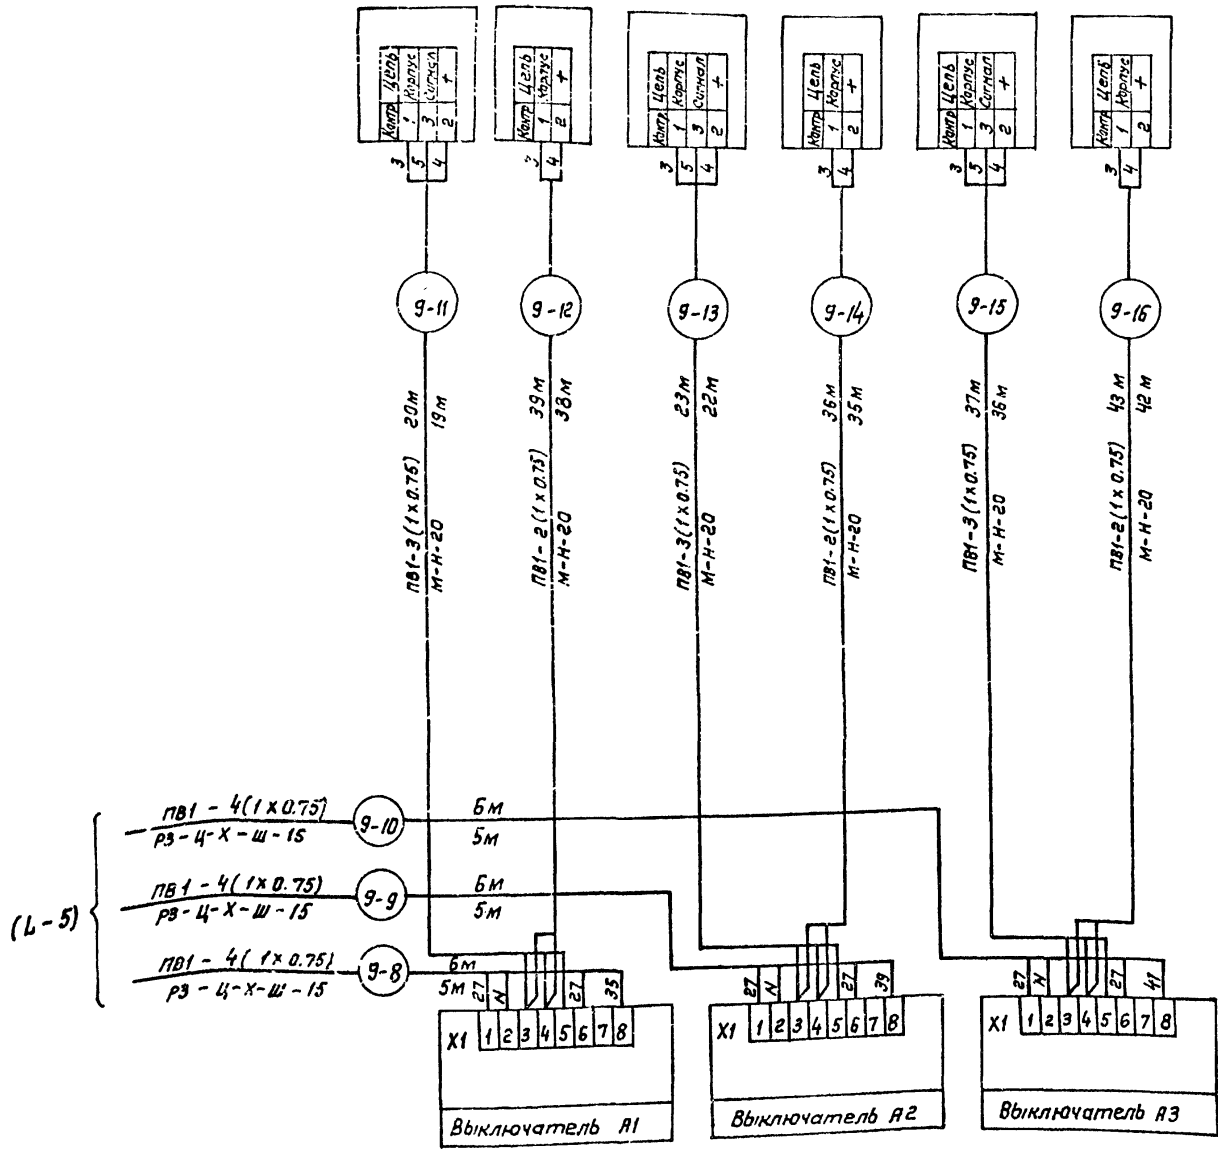 Контр Цепь
1 Корпус
3 Сигнал
2 +
3 5 4
Контр Цепь
1 Корпус
2 +
4
Контр Цепь
1 Корпус
3 Сигнал
2 +
3 5 4
Контр Цепь
1 Корпус
2 +
3 4
Контр Цепь
1 Корпус
3 Сигнал
2 +
3 5 4
Контр Цепь
1 Корпус
2 +
3 4
9-11
9-12
9-13
9-14
9-15
9-16
ПВ1-3(1×0.75) 20м
М-Н-20 19м
ПВ1-2(1×0.75) 39м
М-Н-20 38м
ПВ1-3(1×0.75) 23м
М-Н-20 22м
ПВ1-2(1×0.75) 36м
М-Н-20 35м
ПВ1-3(1×0.75) 37м
М-Н-20 36м
ПВ1-2(1×0.75) 43м
М-Н-20 42м
(L-5)
ПВ1-4(1×0.75) 9-10 6м
РЗ-Ц-Х-Ш-15 5м
ПВ1-4(1×0.75) 9-9 6м
РЗ-Ц-Х-Ш-15 5м
ПВ1-4(1×0.75) 9-8 6м
РЗ-Ц-Х-Ш-15 5м
27 N 27 35
X1 1 2 3 4 5 6 7 8
Выключатель А1
27 N 27 39
X1 1 2 3 4 5 6 7 8
Выключатель А2
27 N 27 41
X1 1 2 3 4 5 6 7 8
Выключатель А3